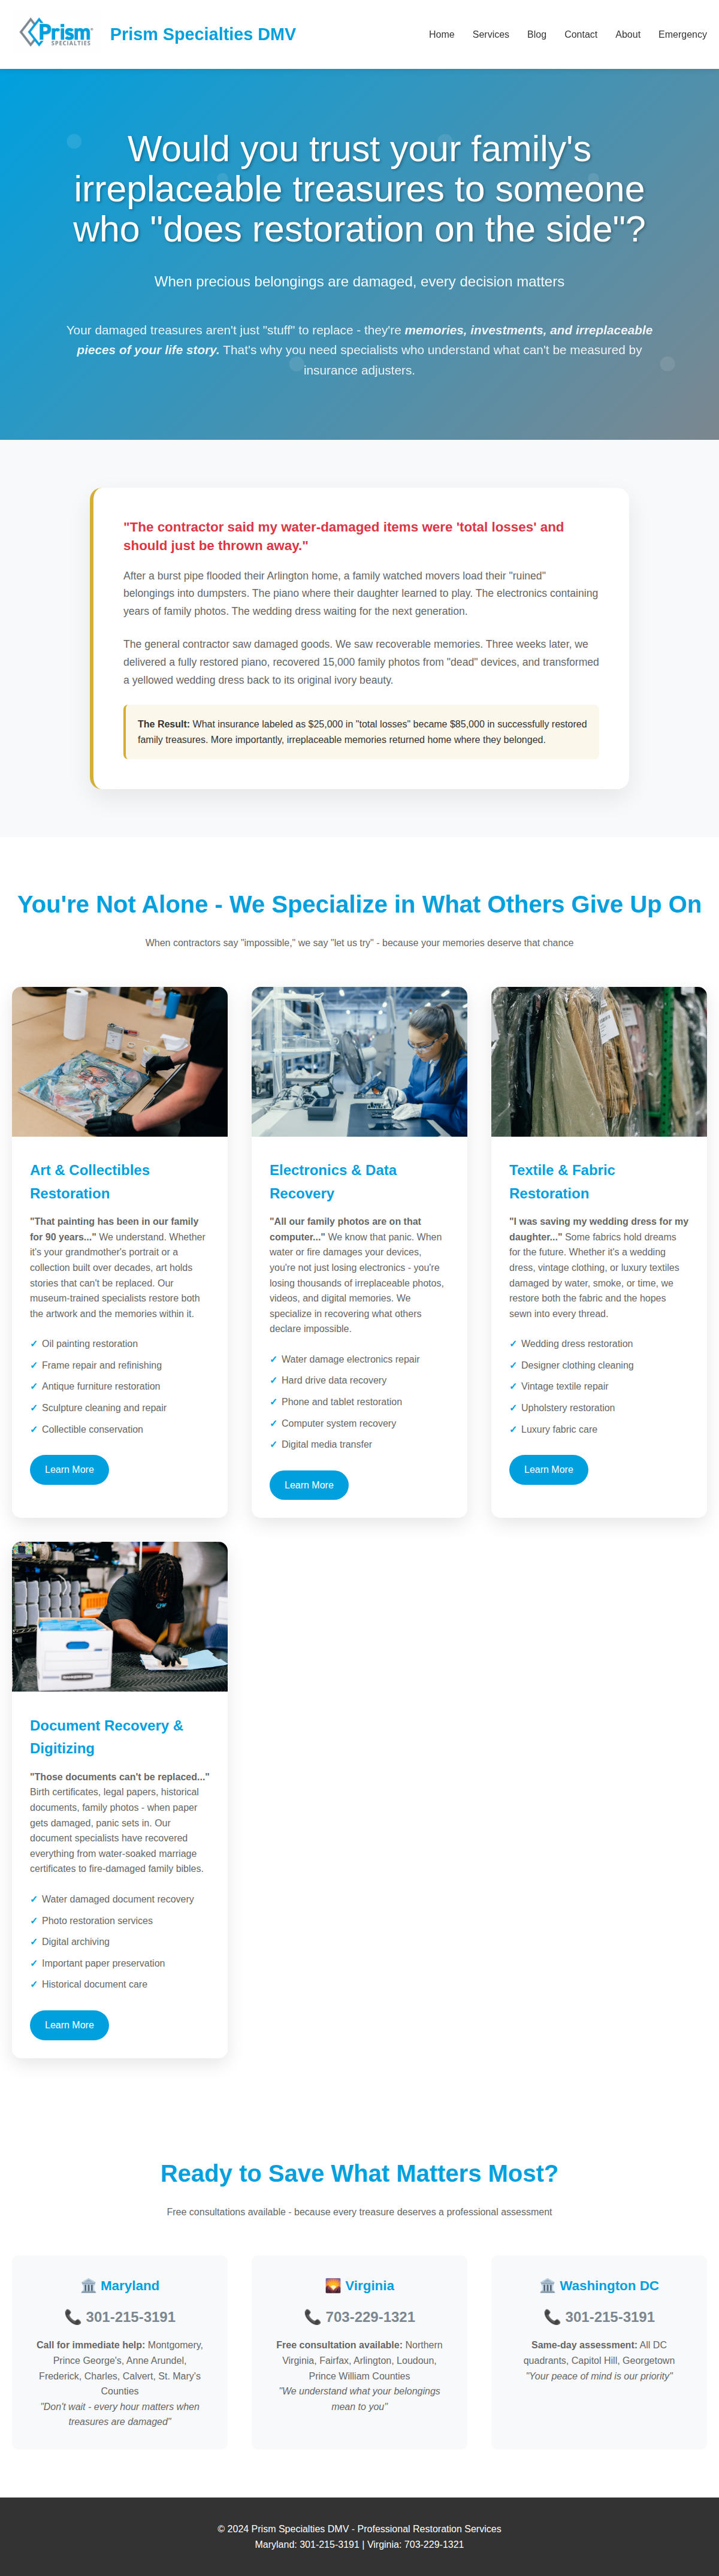 Prism
SPECIALTIES
Prism Specialties DMV
Home
Services
Blog
Contact
About
Emergency
Would you trust your family's
irreplaceable treasures to someone
who "does restoration on the side"?
When precious belongings are damaged, every decision matters
Your damaged treasures aren't just "stuff" to replace - they're memories, investments, and irreplaceable
pieces of your life story. That's why you need specialists who understand what can't be measured by
insurance adjusters.
"The contractor said my water-damaged items were 'total losses' and
should just be thrown away."
After a burst pipe flooded their Arlington home, a family watched movers load their "ruined"
belongings into dumpsters. The piano where their daughter learned to play. The electronics containing
years of family photos. The wedding dress waiting for the next generation.
The general contractor saw damaged goods. We saw recoverable memories. Three weeks later, we
delivered a fully restored piano, recovered 15,000 family photos from "dead" devices, and transformed
a yellowed wedding dress back to its original ivory beauty.
The Result: What insurance labeled as $25,000 in "total losses" became $85,000 in successfully restored
family treasures. More importantly, irreplaceable memories returned home where they belonged.
You're Not Alone - We Specialize in What Others Give Up On
When contractors say "impossible," we say "let us try" - because your memories deserve that chance
Art & Collectibles
Restoration
"That painting has been in our family
for 90 years..." We understand. Whether
it's your grandmother's portrait or a
collection built over decades, art holds
stories that can't be replaced. Our
museum-trained specialists restore both
the artwork and the memories within it.
✓ Oil painting restoration
✓ Frame repair and refinishing
✓ Antique furniture restoration
✓ Sculpture cleaning and repair
✓ Collectible conservation
Learn More
Electronics & Data
Recovery
"All our family photos are on that
computer..." We know that panic. When
water or fire damages your devices,
you're not just losing electronics - you're
losing thousands of irreplaceable photos,
videos, and digital memories. We
specialize in recovering what others
declare impossible.
✓ Water damage electronics repair
✓ Hard drive data recovery
✓ Phone and tablet restoration
✓ Computer system recovery
✓ Digital media transfer
Learn More
Textile & Fabric
Restoration
"I was saving my wedding dress for my
daughter..." Some fabrics hold dreams
for the future. Whether it's a wedding
dress, vintage clothing, or luxury textiles
damaged by water, smoke, or time, we
restore both the fabric and the hopes
sewn into every thread.
✓ Wedding dress restoration
✓ Designer clothing cleaning
✓ Vintage textile repair
✓ Upholstery restoration
✓ Luxury fabric care
Learn More
Document Recovery &
Digitizing
"Those documents can't be replaced..."
Birth certificates, legal papers, historical
documents, family photos - when paper
gets damaged, panic sets in. Our
document specialists have recovered
everything from water-soaked marriage
certificates to fire-damaged family bibles.
✓ Water damaged document recovery
✓ Photo restoration services
✓ Digital archiving
✓ Important paper preservation
✓ Historical document care
Learn More
Ready to Save What Matters Most?
Free consultations available - because every treasure deserves a professional assessment
🏛️ Maryland
📞 301-215-3191
Call for immediate help: Montgomery,
Prince George's, Anne Arundel,
Frederick, Charles, Calvert, St. Mary's
Counties
"Don't wait - every hour matters when
treasures are damaged"
🌄 Virginia
📞 703-229-1321
Free consultation available: Northern
Virginia, Fairfax, Arlington, Loudoun,
Prince William Counties
"We understand what your belongings
mean to you"
🏛️ Washington DC
📞 301-215-3191
Same-day assessment: All DC
quadrants, Capitol Hill, Georgetown
"Your peace of mind is our priority"
© 2024 Prism Specialties DMV - Professional Restoration Services
Maryland: 301-215-3191 | Virginia: 703-229-1321